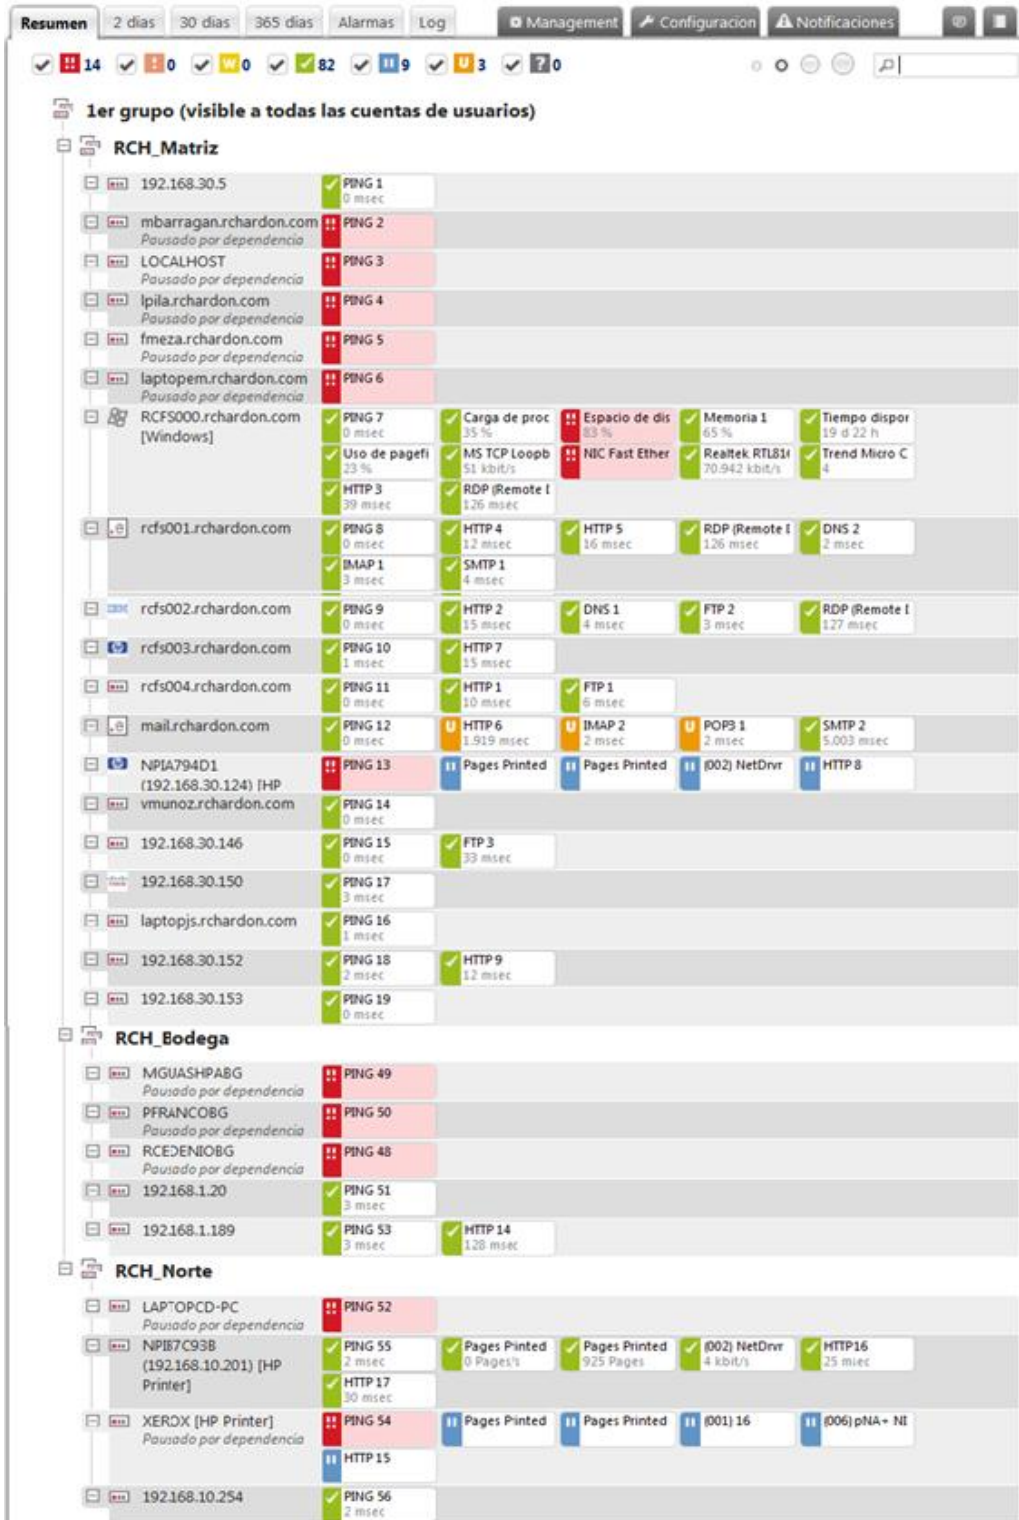 Resumen 2 dias 30 dias 365 dias Alarmas Log Management Configuracion Notificaciones
14 0 W 0 82 9 U 3 ? 0
1er grupo (visible a todas las cuentas de usuarios)
RCH_Matriz
192.168.30.5 PING 1
0 msec
mbarragan.rchardon.com PING 2
Pausado por dependencia
LOCALHOST PING 3
Pausado por dependencia
lpila.rchardon.com PING 4
Pausado por dependencia
fmeza.rchardon.com PING 5
Pausado por dependencia
laptopem.rchardon.com PING 6
Pausado por dependencia
RCFS000.rchardon.com PING 7 Carga de proc Espacio de dis Memoria 1 Tiempo dispor
[Windows] 0 msec 35 % 83 % 65 % 19 d 22 h
Uso de pagefi MS TCP Loopb NIC Fast Ether Realtek RTL81 Trend Micro C
23 % 51 kbit/s 70.942 kbit/s 4
HTTP 3 RDP (Remote
39 msec 126 msec
rcfs001.rchardon.com PING 8 HTTP 4 HTTP 5 RDP (Remote DNS 2
0 msec 12 msec 16 msec 126 msec 2 msec
IMAP 1 SMTP 1
3 msec 4 msec
rcfs002.rchardon.com PING 9 HTTP 2 DNS 1 FTP 2 RDP (Remote
0 msec 15 msec 4 msec 3 msec 127 msec
rcfs003.rchardon.com PING 10 HTTP 7
1 msec 15 msec
rcfs004.rchardon.com PING 11 HTTP 1 FTP 1
0 msec 10 msec 6 msec
mail.rchardon.com PING 12 U HTTP 6 U IMAP 2 U POP3 1 SMTP 2
0 msec 1.919 msec 2 msec 2 msec 5.003 msec
NPIA794D1 PING 13 Pages Printed Pages Printed (002) NetDrvr HTTP 8
(192.168.30.124) [HP
vmunoz.rchardon.com PING 14
0 msec
192.168.30.146 PING 15 FTP 3
0 msec 33 msec
192.168.30.150 PING 17
3 msec
laptopjs.rchardon.com PING 16
1 msec
192.168.30.152 PING 18 HTTP 9
2 msec 12 msec
192.168.30.153 PING 19
0 msec
RCH_Bodega
MGUASHPABG PING 49
Pausado por dependencia
PFRANCOBG PING 50
Pausado por dependencia
RCEDENIOBG PING 48
Pausado por dependencia
192.168.1.20 PING 51
3 msec
192.168.1.189 PING 53 HTTP 14
3 msec 128 msec
RCH_Norte
LAPTOPCD-PC PING 52
Pausado por dependencia
NPIB7C93B PING 55 Pages Printed Pages Printed (002) NetDrvr HTTP16
(192.168.10.201) [HP 2 msec 0 Pages/s 925 Pages 4 kbit/s 25 msec
Printer] HTTP 17
30 msec
XEROX [HP Printer] PING 54 Pages Printed Pages Printed (001) 16 (006) pNA+ NI
Pausado por dependencia
HTTP 15
192.168.10.254 PING 56
2 msec